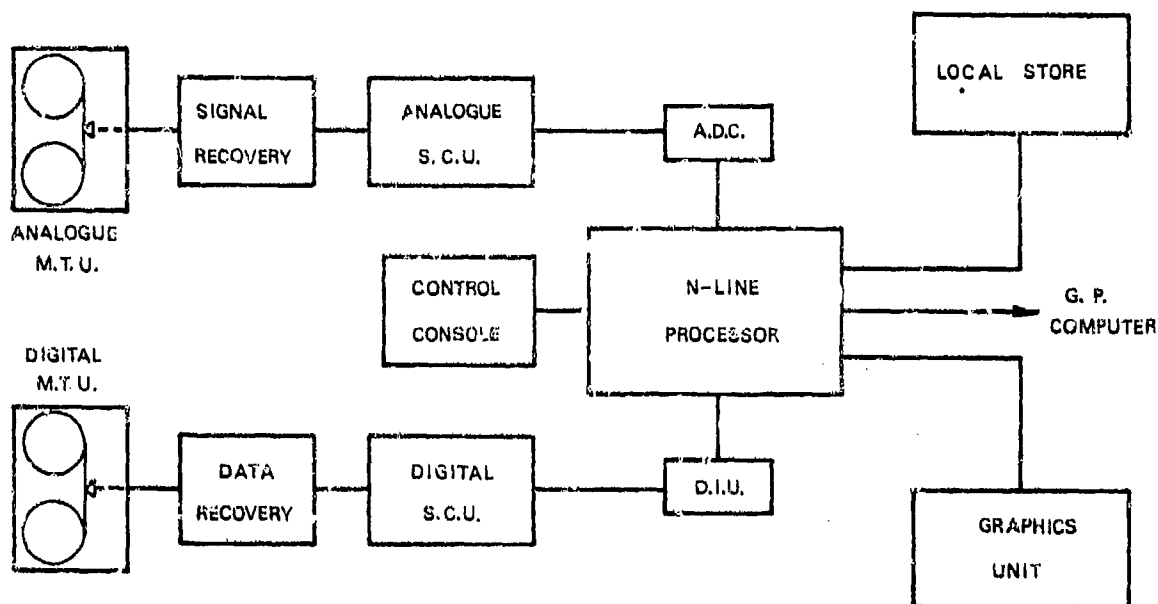 LOCAL STORE
SIGNAL
RECOVERY
ANALOGUE
S.C.U.
A.D.C.
ANALOGUE
M.T.U.
CONTROL
CONSOLE
N-LINE
PROCESSOR
G. P.
COMPUTER
DIGITAL
M.T.U.
DATA
RECOVERY
DIGITAL
S.C.U.
D.I.U.
GRAPHICS
UNIT